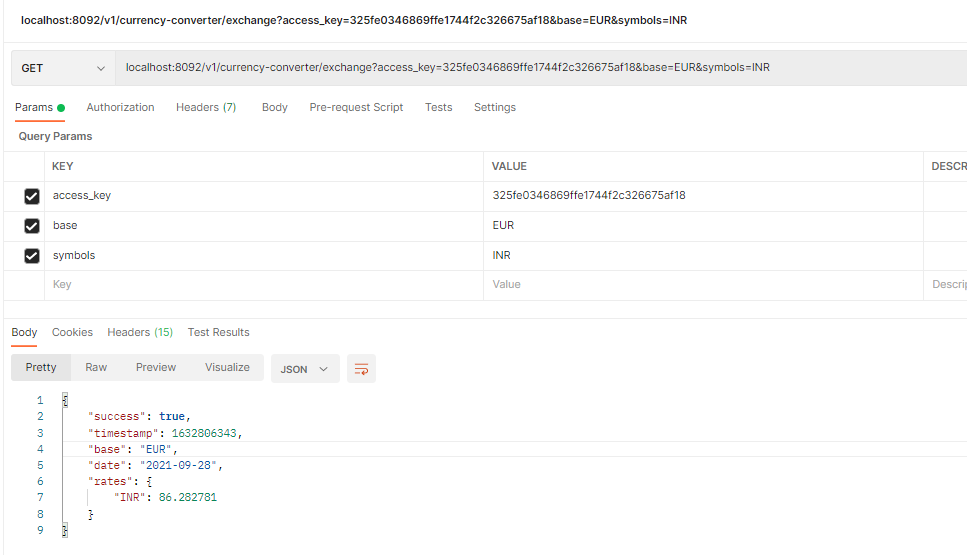 localhost:8092/v1/currency-converter/exchange?access_key=325fe0346869ffe1744f2c326675af18&base=EUR&symbols=INR
GET localhost:8092/v1/currency-converter/exchange?access_key=325fe0346869ffe1744f2c326675af18&base=EUR&symbols=INR
Params Authorization Headers (7) Body Pre-request Script Tests Settings
Query Params
KEY VALUE DESCR
access_key 325fe0346869ffe1744f2c326675af18
base EUR
symbols INR
Key Value Descrip
Body Cookies Headers (15) Test Results
Pretty Raw Preview Visualize JSON
1 {
2 "success": true,
3 "timestamp": 1632806343,
4 "base": "EUR",
5 "date": "2021-09-28",
6 "rates": {
7 "INR": 86.282781
8 }
9 }